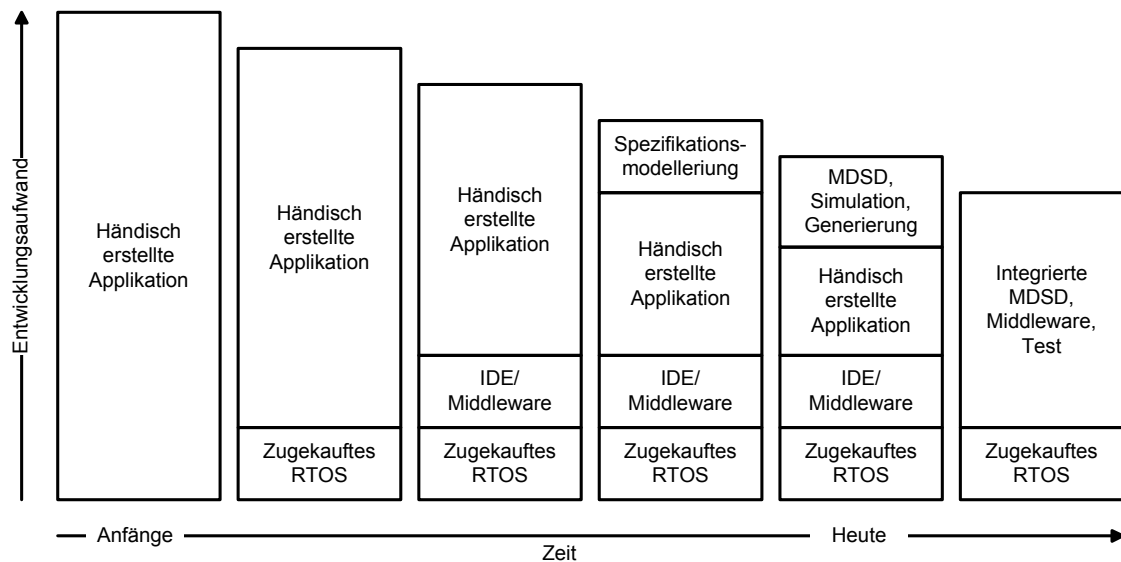 Entwicklungsaufwand
Händisch
erstellte
Applikation
Händisch
erstellte
Applikation
Zugekauftes
RTOS
Händisch
erstellte
Applikation
IDE/
Middleware
Zugekauftes
RTOS
Spezifikations-
modelleriung
Händisch
erstellte
Applikation
IDE/
Middleware
Zugekauftes
RTOS
MDSD,
Simulation,
Generierung
Händisch
erstellte
Applikation
IDE/
Middleware
Zugekauftes
RTOS
Integrierte
MDSD,
Middleware,
Test
Zugekauftes
RTOS
Anfänge
Heute
Zeit